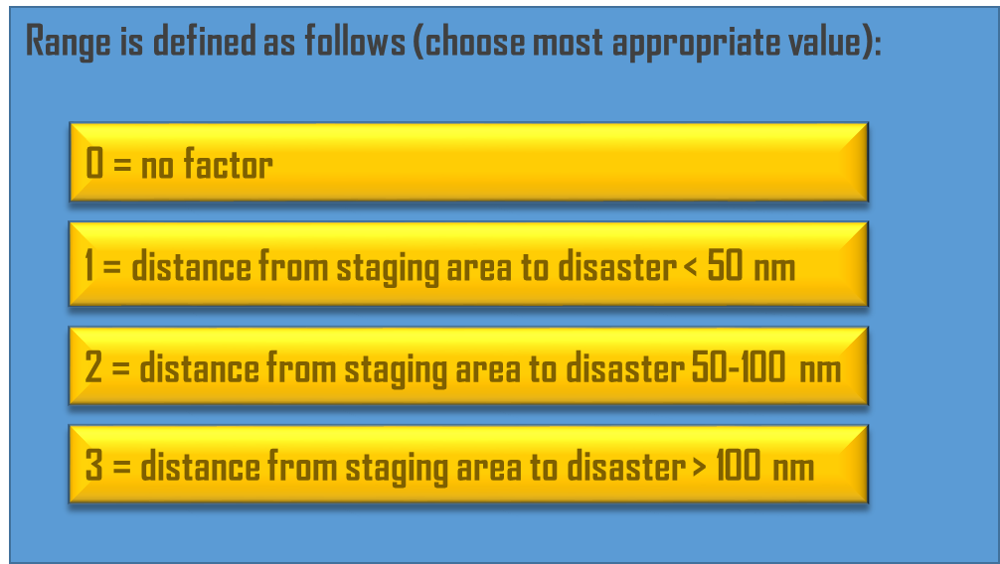 Range is defined as follows (choose most appropriate value):
0 = no factor
1 = distance from staging area to disaster < 50 nm
2 = distance from staging area to disaster 50-100 nm
3 = distance from staging area to disaster > 100 nm